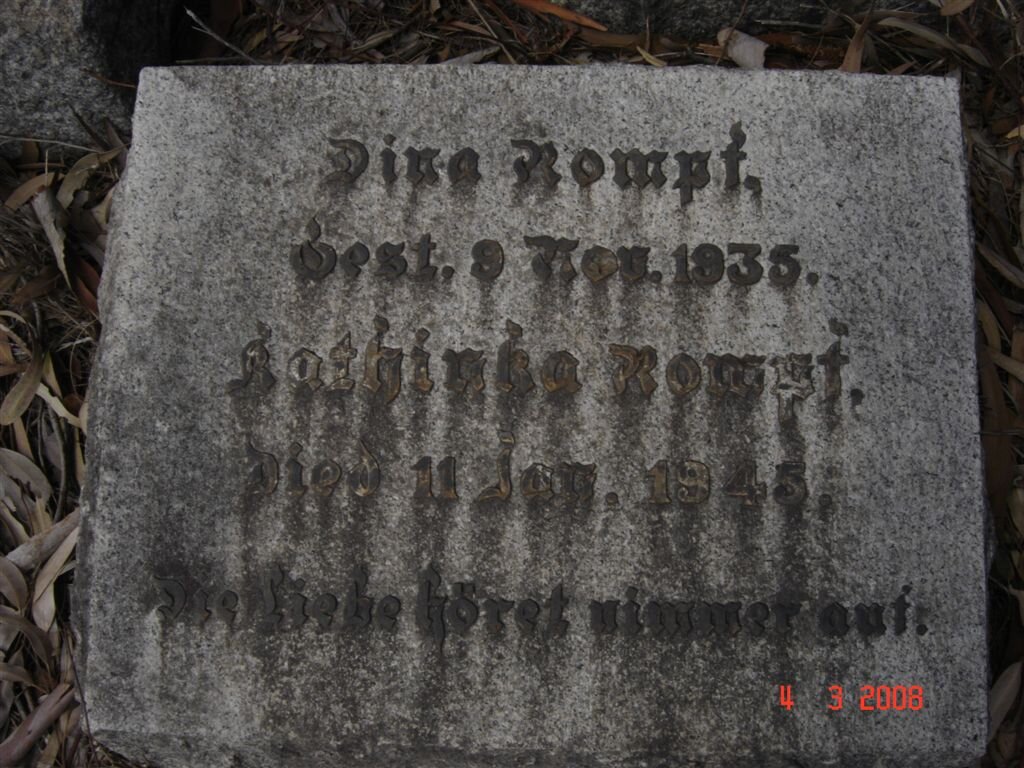 Dina Rompf,
Gest. 9 Nov. 1935.
Kathinka Rompf,
Died 11 Jan. 1945.
Die Liebe höret nimmer auf.
4 3 2008